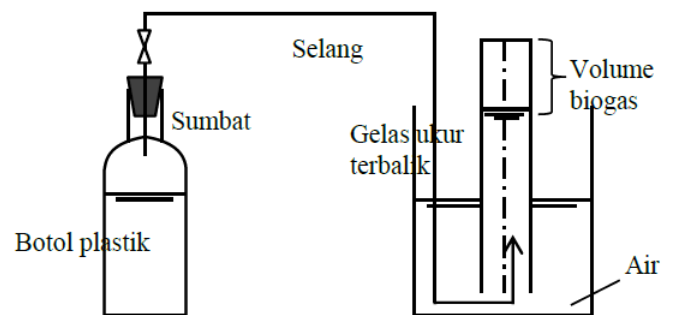 Selang
Volume
biogas
Sumbat
Gelas ukur
terbalik
Botol plastik
Air